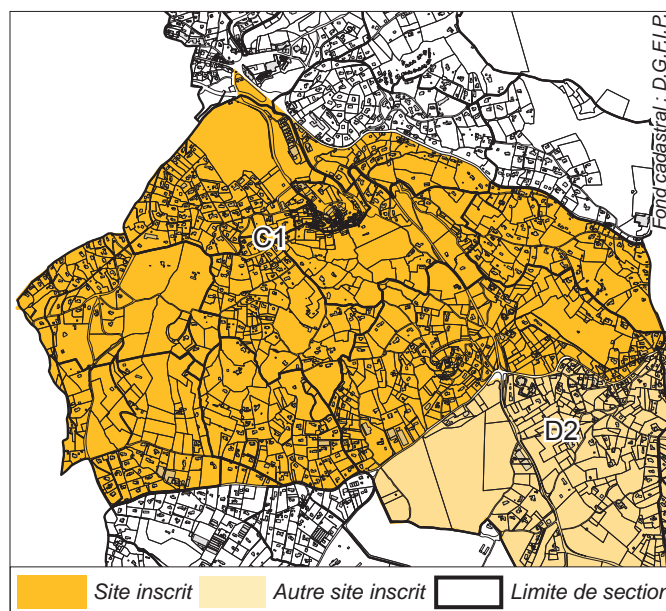 Fond cadastral : D.G.F.I.P.
C1
D2
Site inscrit
Autre site inscrit
Limite de section